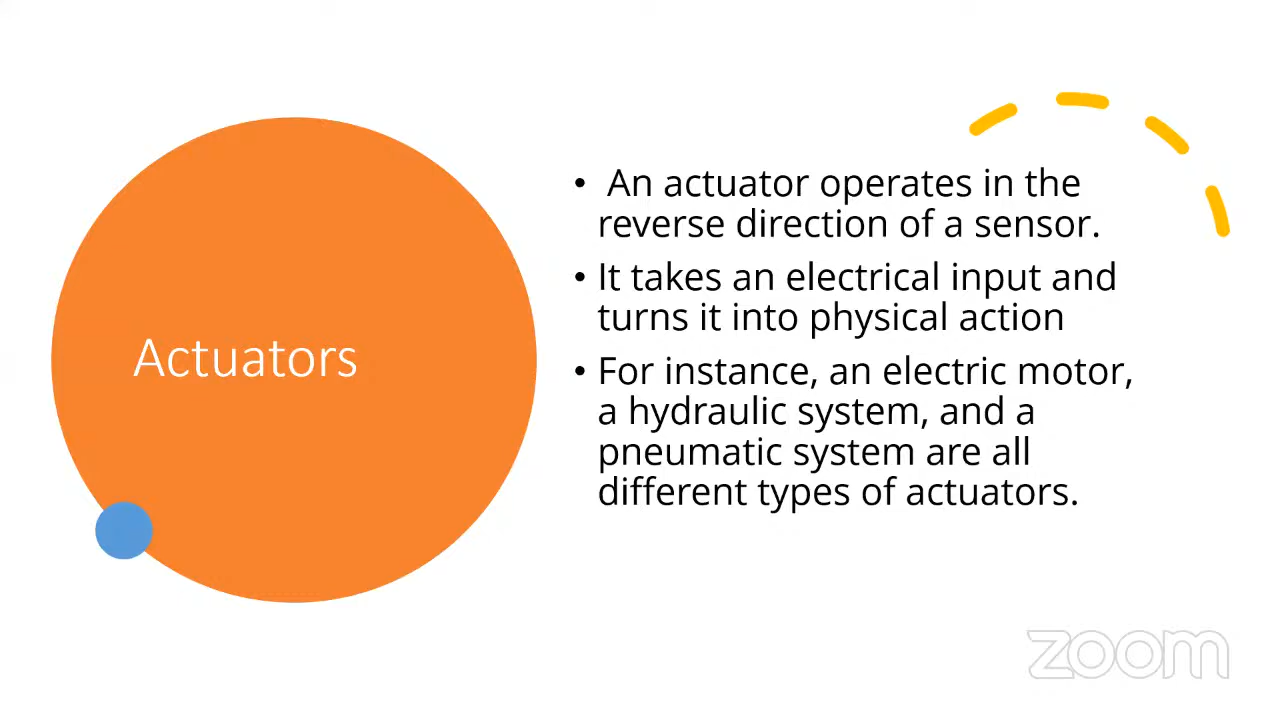 Actuators
• An actuator operates in the
reverse direction of a sensor.
• It takes an electrical input and
turns it into physical action
• For instance, an electric motor,
a hydraulic system, and a
pneumatic system are all
different types of actuators.
zoom